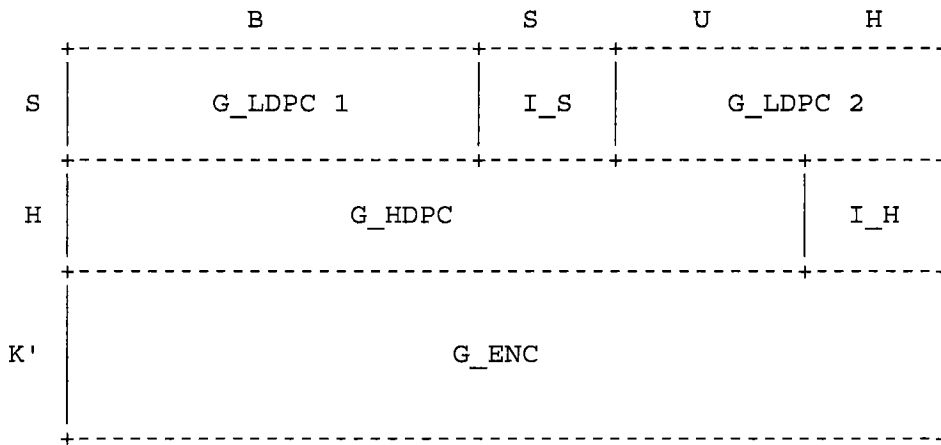 B S U H
S G_LDPC 1 I_S G_LDPC 2
H G_HDPC I_H
K' G_ENC